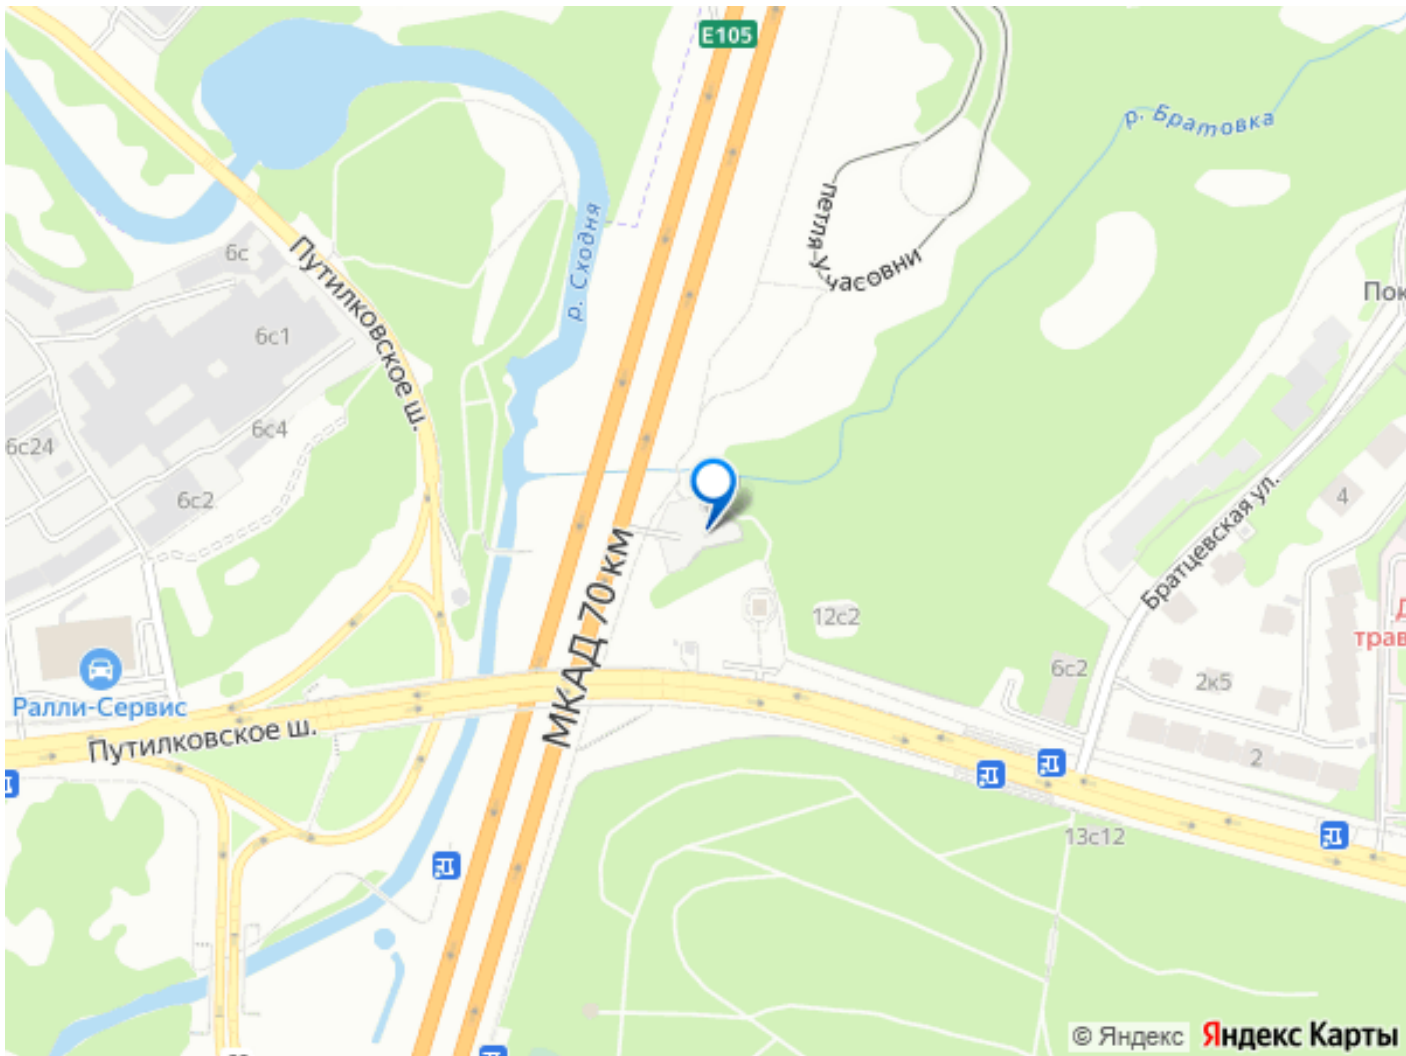 E105
р. Братовка
петля у часовни
р. Сходня
6с
Путилковское ш.
6с1
6с4
6с24
6с2
Пок
4
Братцевская ул.
МКАД 70 км
12с2
6с2
2к5
трав
Ралли-Сервис
Путилковское ш.
2
13с12
© Яндекс
Яндекс Карты